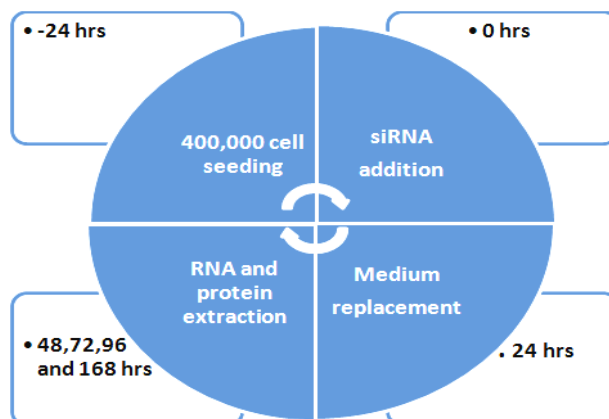 • -24 hrs
• 0 hrs
400,000 cell
seeding
siRNA
addition
RNA and
protein
extraction
Medium
replacement
• 48,72,96
and 168 hrs
. 24 hrs